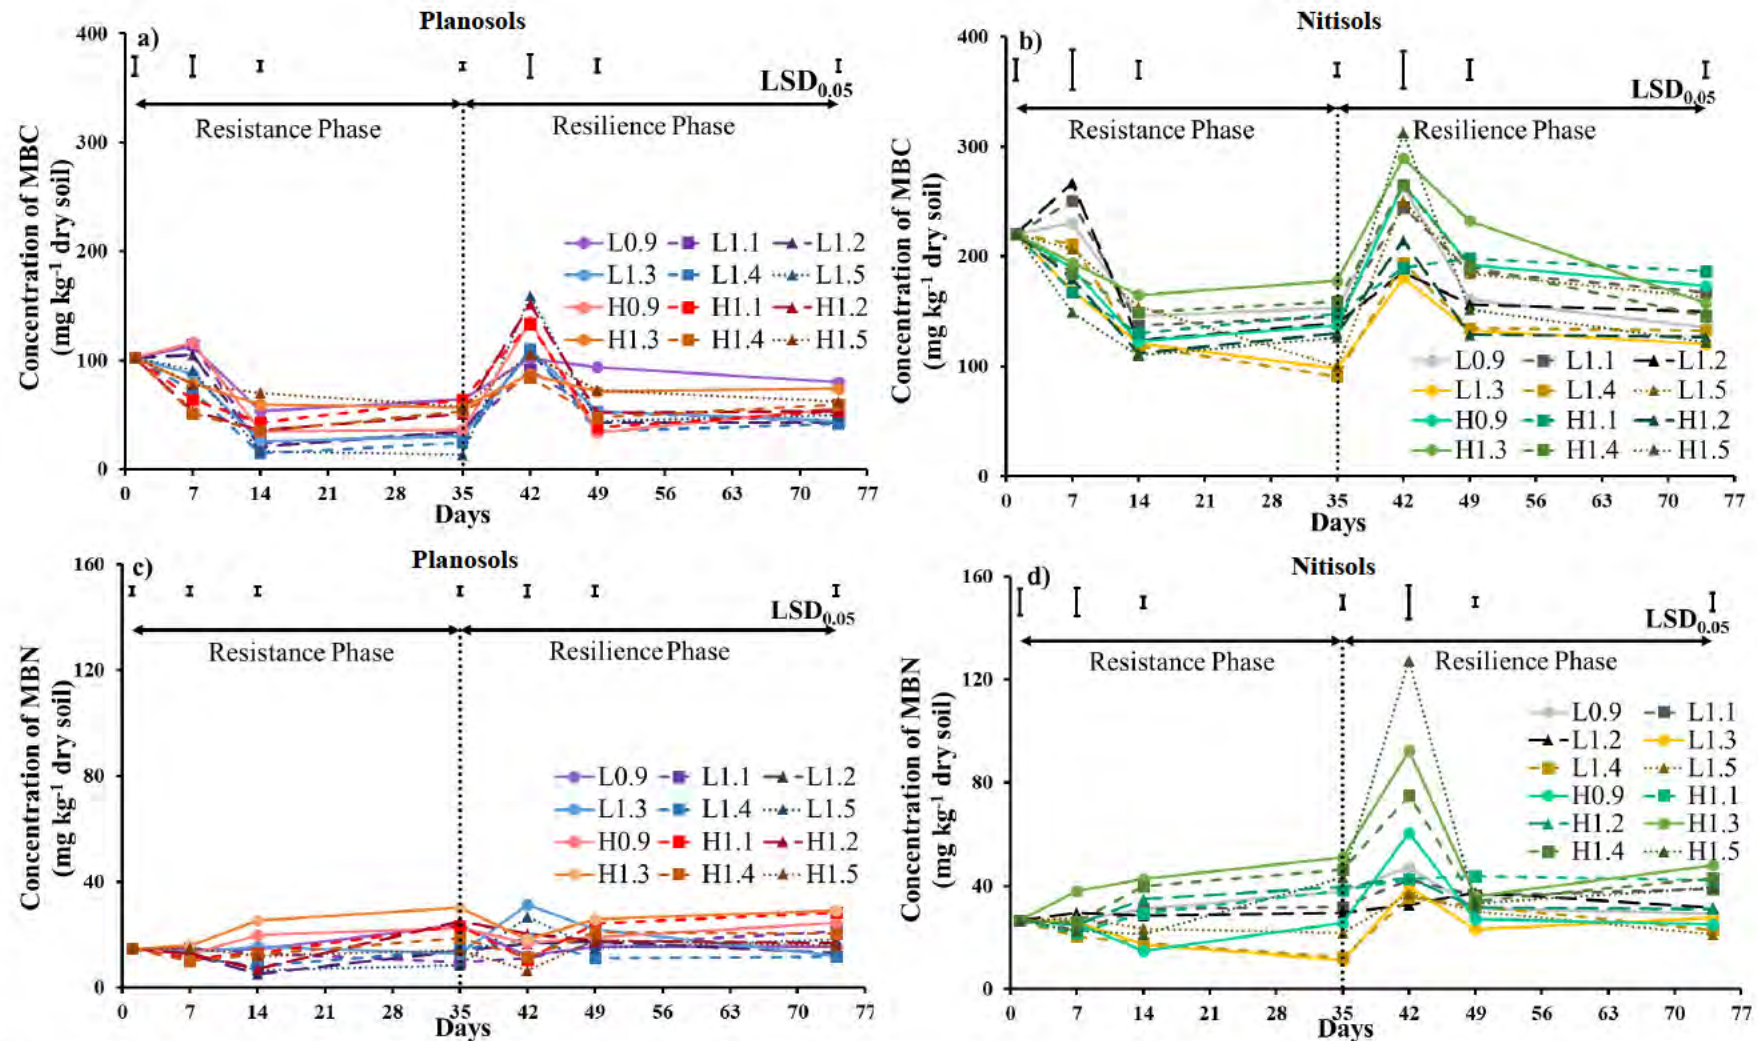 Planosols
a)
400
300
200
100
0
Concentration of MBC
(mg kg⁻¹ dry soil)
LSD0.05
Resistance Phase
Resilience Phase
L0.9 L1.1 L1.2
L1.3 L1.4 L1.5
H0.9 H1.1 H1.2
H1.3 H1.4 H1.5
0 7 14 21 28 35 42 49 56 63 70 77
Days
Nitisols
b)
400
300
200
100
0
Concentration of MBC
(mg kg⁻¹ dry soil)
LSD0.05
Resistance Phase
Resilience Phase
L0.9 L1.1 L1.2
L1.3 L1.4 L1.5
H0.9 H1.1 H1.2
H1.3 H1.4 H1.5
0 7 14 21 28 35 42 49 56 63 70 77
Days
Planosols
c)
160
120
80
40
0
Concentration of MBN
(mg kg⁻¹ dry soil)
LSD0.05
Resistance Phase
Resilience Phase
L0.9 L1.1 L1.2
L1.3 L1.4 L1.5
H0.9 H1.1 H1.2
H1.3 H1.4 H1.5
0 7 14 21 28 35 42 49 56 63 70 77
Days
Nitisols
d)
160
120
80
40
0
Concentration of MBN
(mg kg⁻¹ dry soil)
LSD0.05
Resistance Phase
Resilience Phase
L0.9 L1.1
L1.2 L1.3
L1.4 L1.5
H0.9 H1.1
H1.2 H1.3
H1.4 H1.5
0 7 14 21 28 35 42 49 56 63 70 77
Days